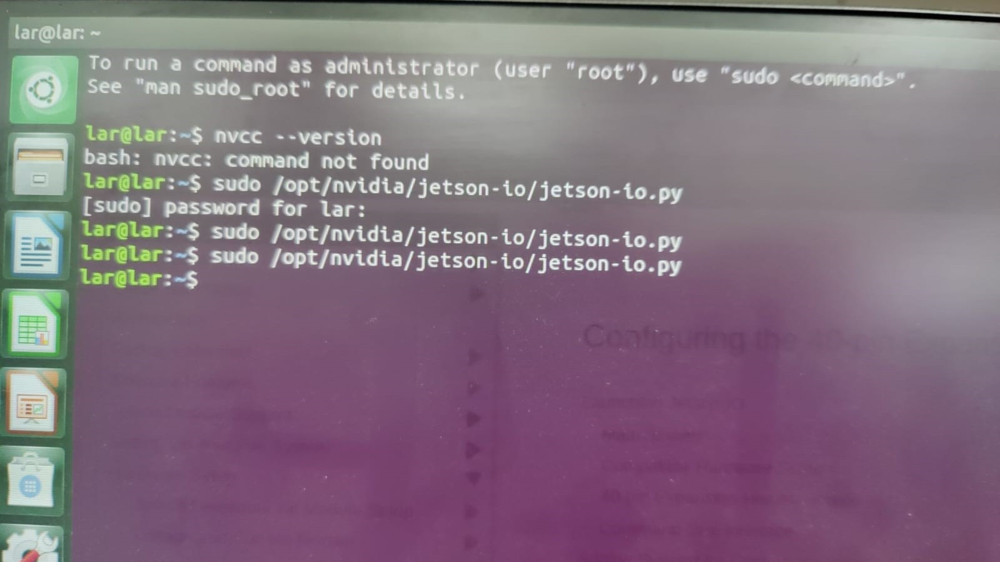 lar@lar: ~
To run a command as administrator (user "root"), use "sudo <command>".
See "man sudo_root" for details.
lar@lar:~$ nvcc --version
bash: nvcc: command not found
lar@lar:~$ sudo /opt/nvidia/jetson-io/jetson-io.py
[sudo] password for lar:
lar@lar:~$ sudo /opt/nvidia/jetson-io/jetson-io.py
lar@lar:~$ sudo /opt/nvidia/jetson-io/jetson-io.py
lar@lar:~$
Configuring the